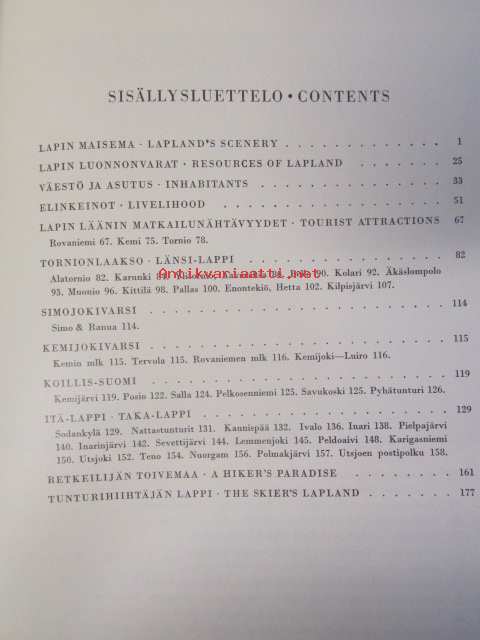 SISÄLLYSLUETTELO • CONTENTS
LAPIN MAISEMA · LAPLAND'S SCENERY . . . . . . . . . . . . . 1
LAPIN LUONNONVARAT · RESOURCES OF LAPLAND . . . . . . 25
VÄESTÖ JA ASUTUS · INHABITANTS . . . . . . . . . . . . . . 33
ELINKEINOT · LIVELIHOOD . . . . . . . . . . . . . . . . 51
LAPIN LÄÄNIN MATKAILUNÄHTÄVYYDET · TOURIST ATTRACTIONS 67
Rovaniemi 67. Kemi 75. Tornio 78.
TORNIONLAAKSO · LÄNSI-LAPPI . . . . . . . . . . . . . . . 82
Alatornio 82. Karunki 90. Kolari 92. Äkäslompolo
Antikvariaatti.net
93. Muonio 96. Kittilä 98. Pallas 100. Enontekiö, Hetta 102. Kilpisjärvi 107.
SIMOJOKIVARSI . . . . . . . . . . . . . . . . . . . . . 114
Simo & Ranua 114.
KEMIJOKIVARSI . . . . . . . . . . . . . . . . . . . . . 115
Kemin mlk 115. Tervola 115. Rovaniemen mlk 116. Kemijoki—Luiro 116.
KOILLIS-SUOMI . . . . . . . . . . . . . . . . . . . . . 119
Kemijärvi 119. Posio 122. Salla 124. Pelkosenniemi 125. Savukoski 125. Pyhätunturi 126.
ITÄ-LAPPI · TAKA-LAPPI . . . . . . . . . . . . . . . . . 129
Sodankylä 129. Nattastunturit 131. Kannispää 132. Ivalo 136. Inari 138. Pielpajärvi
140. Inarinjärvi 142. Sevettijärvi 144. Lemmenjoki 145. Peldoaivi 148. Karigasniemi
150. Utsjoki 152. Teno 154. Nuorgam 156. Polmakjärvi 157. Utsjoen postipolku 158.
RETKEILIJÄN TOIVEMAA · A HIKER'S PARADISE . . . . . . . 161
TUNTURIHIIHTÄJÄN LAPPI · THE SKIER'S LAPLAND . . . . . . . 177